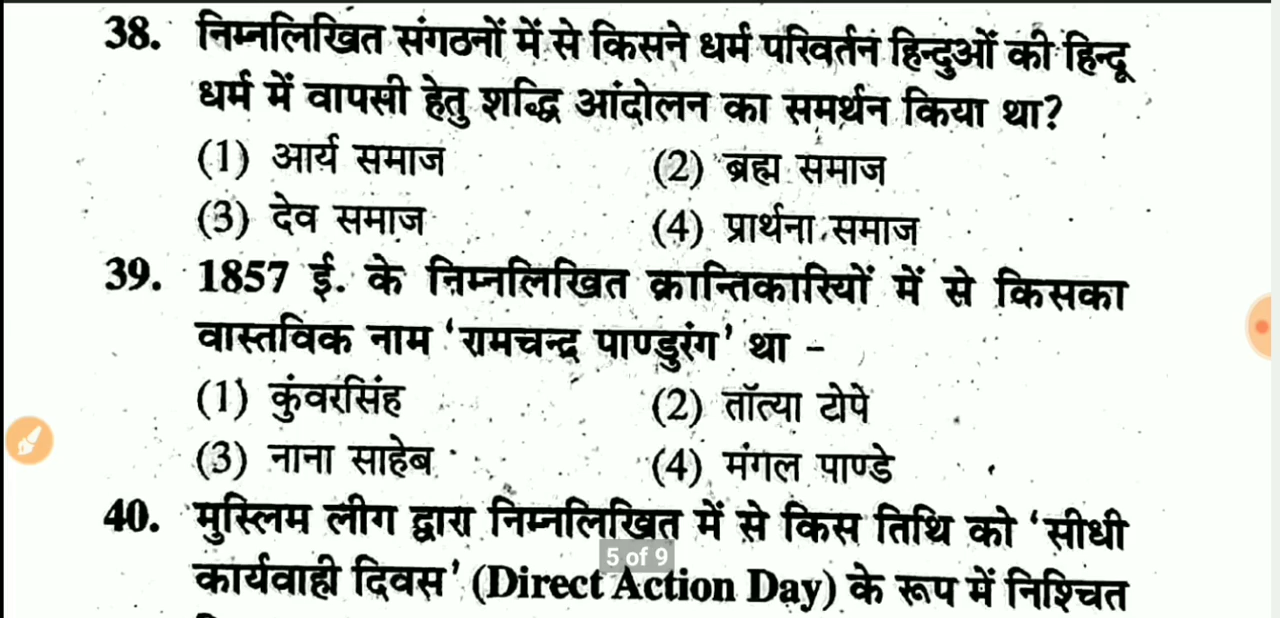 38. निम्नलिखित संगठनों में से किसने धर्म परिवर्तन हिन्दुओं की हिन्दू
धर्म में वापसी हेतु शद्धि आंदोलन का समर्थन किया था?
(1) आर्य समाज (2) ब्रह्म समाज
(3) देव समाज (4) प्रार्थना समाज
39. 1857 ई. के निम्नलिखित क्रान्तिकारियों में से किसका
वास्तविक नाम ‘रामचन्द्र पाण्डुरंग’ था –
(1) कुंवरसिंह (2) तॉत्या टोपे
(3) नाना साहेब (4) मंगल पाण्डे
40. मुस्लिम लीग द्वारा निम्नलिखित में से किस तिथि को ‘सीधी
5 of 9
कार्यवाही दिवस’ (Direct Action Day) के रूप में निश्चित